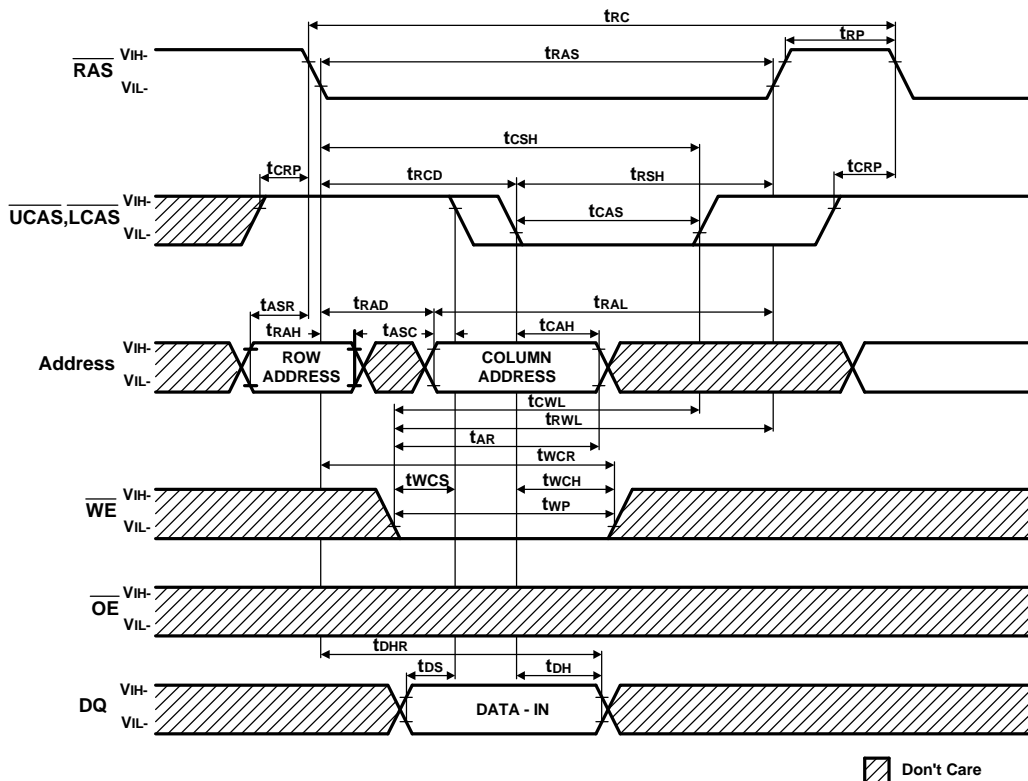 tRC
tRP
VIH-
RAS
VIL-
tRAS
tCSH
tCRP
tRCD
tRSH
tCRP
VIH-
UCAS,LCAS
VIL-
tCAS
tASR
tRAD
tRAL
tRAH
tASC
tCAH
VIH-
Address
VIL-
ROW
ADDRESS
COLUMN
ADDRESS
tCWL
tRWL
tAR
tWCR
tWCS
tWCH
VIH-
WE
VIL-
tWP
VIH-
OE
VIL-
tDHR
tDS
tDH
VIH-
DQ
VIL-
DATA - IN
Don't Care